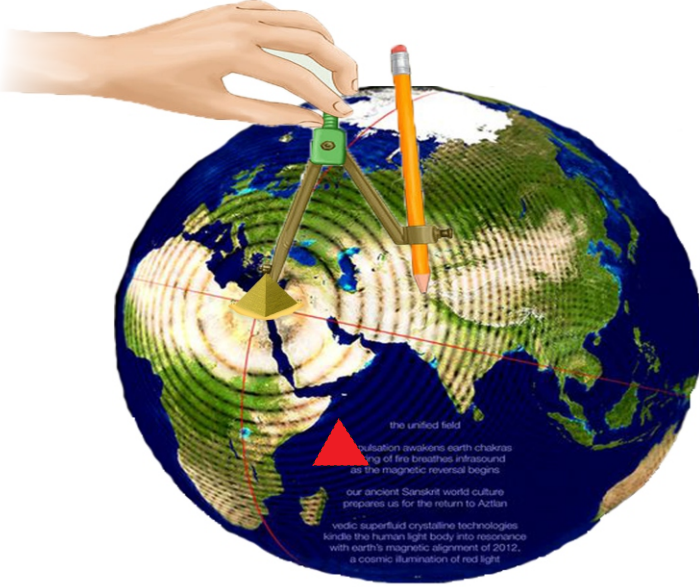 the unified field
pulsation awakens earth chakras
of fire breathes infrasound
as the magnetic reversal begins
our ancient Sanskrit world culture
prepares us for the return to Aztlan
vedic superfluid crystalline technologies
kindle the human light body into resonance
with earth's magnetic alignment of 2012,
a cosmic illumination of red light